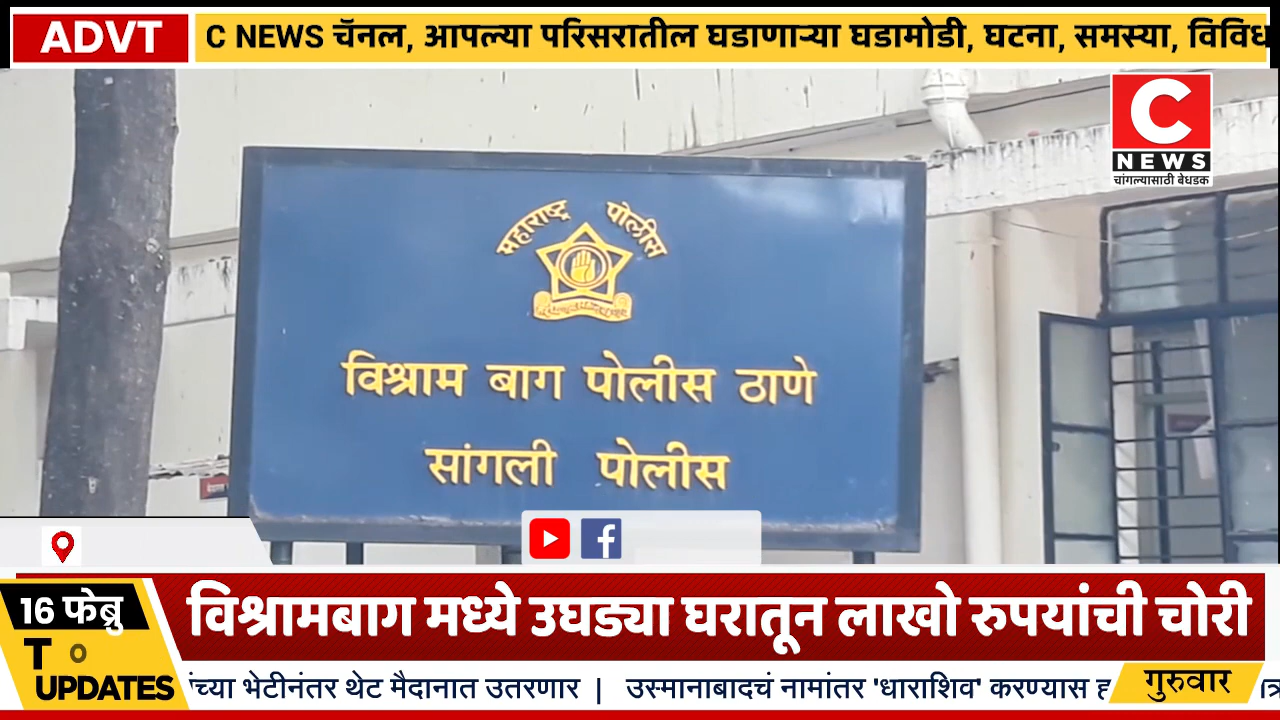 ADVT
C NEWS चॅनल, आपल्या परिसरातील घडाणाऱ्या घडामोडी, घटना, समस्या, विविध
C
NEWS
चांगल्यासाठी बेधडक
महाराष्ट्र पोलीस
विश्राम बाग पोलीस ठाणे
सांगली पोलीस
16 फेब्रु
विश्रामबाग मध्ये उघड्या घरातून लाखो रुपयांची चोरी
UPDATES
भेटीनंतर थेट मैदानात उतरणार | उस्मानाबादचं नामांतर 'धाराशिव' करण्यास
गुरुवार